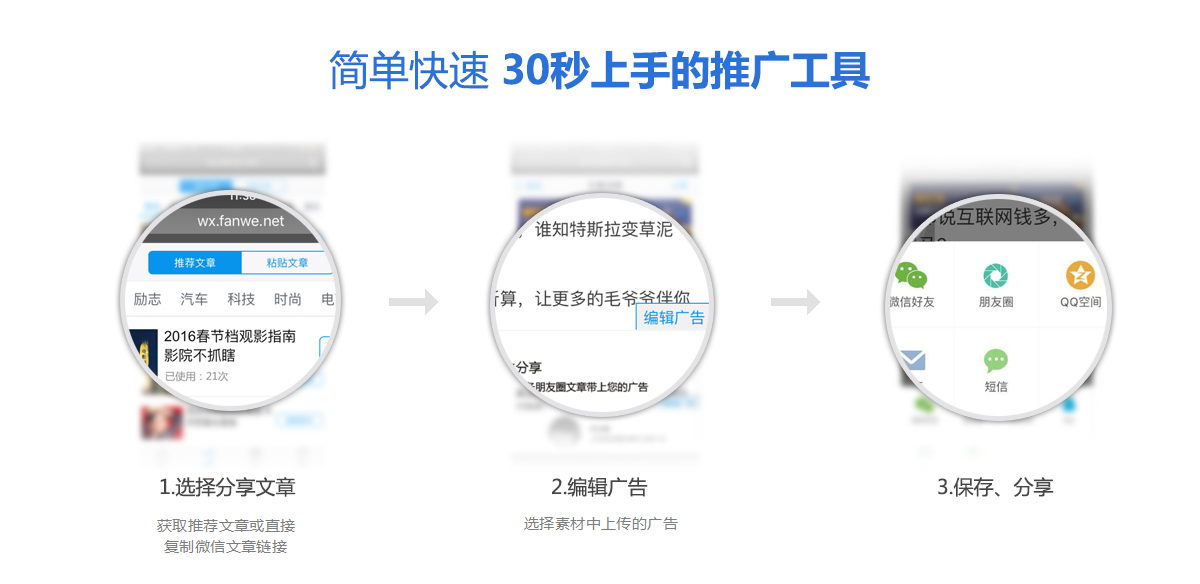 简单快速 30秒上手的推广工具
11:38
wx.fanwe.net
推荐文章 粘贴文章
励志 汽车 科技 时尚 电
2016春节档观影指南
影院不抓瞎
已使用：21次
，谁知特斯拉变草泥
算，让更多的毛爷爷伴你
编辑广告
分享
朋友圈文章带上您的广告
说互联网钱多，
微信好友 朋友圈 QQ空间
短信
1.选择分享文章
获取推荐文章或直接
复制微信文章链接
2.编辑广告
选择素材中上传的广告
3.保存、分享